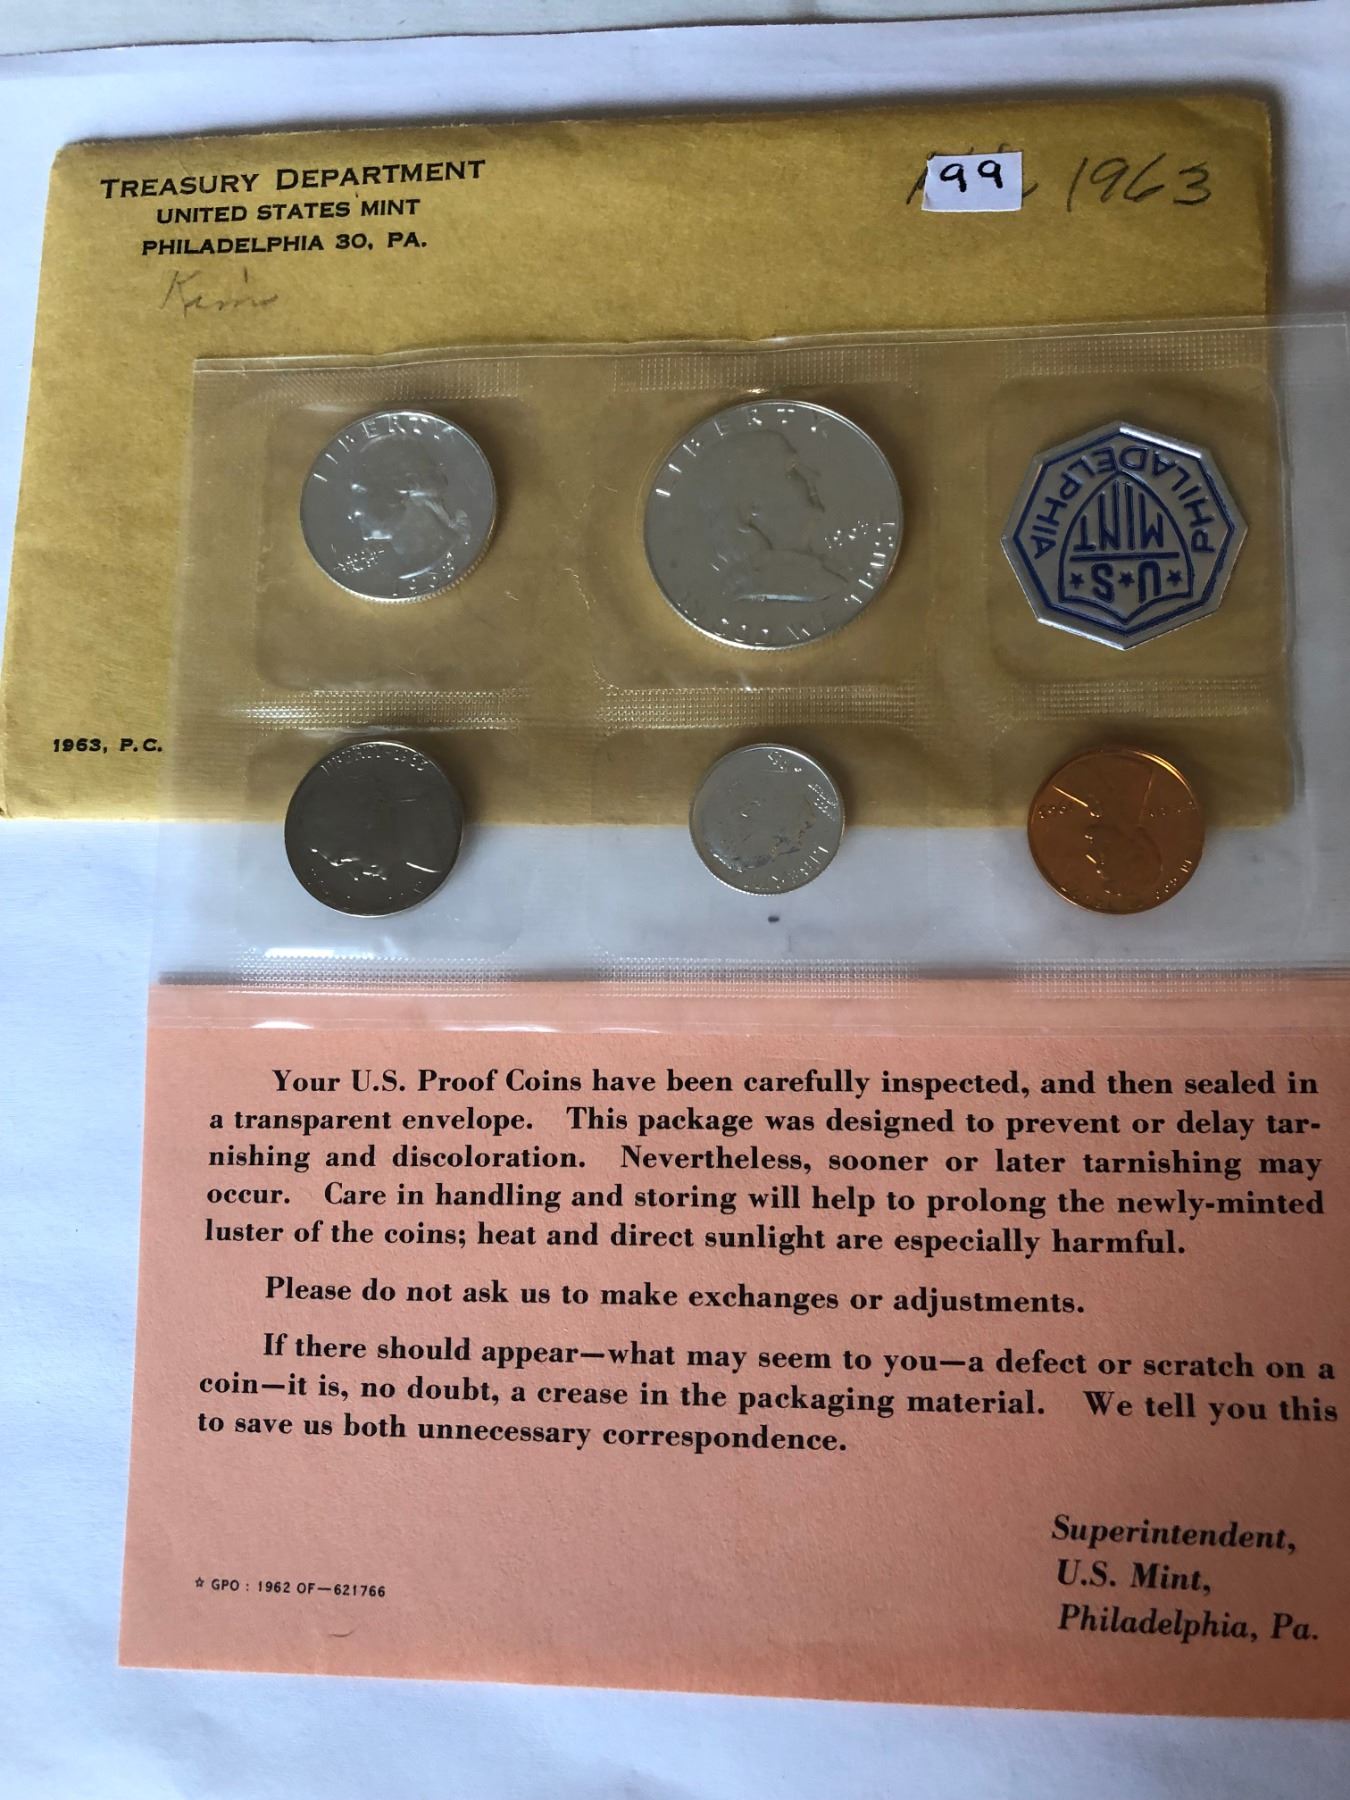 TREASURY DEPARTMENT
UNITED STATES MINT
PHILADELPHIA 30, PA.
99
1963
LIBERTY
LIBERTY
1963
PHILADELPHIA
U.S.
MINT
1963, P.C.
LIBERTY
Your U.S. Proof Coins have been carefully inspected, and then sealed in
a transparent envelope. This package was designed to prevent or delay tar-
nishing and discoloration. Nevertheless, sooner or later tarnishing may
occur. Care in handling and storing will help to prolong the newly-minted
luster of the coins; heat and direct sunlight are especially harmful.
Please do not ask us to make exchanges or adjustments.
If there should appear—what may seem to you—a defect or scratch on a
coin—it is, no doubt, a crease in the packaging material. We tell you this
to save us both unnecessary correspondence.
Superintendent,
U.S. Mint,
Philadelphia, Pa.
☆ GPO : 1962 OF—621766